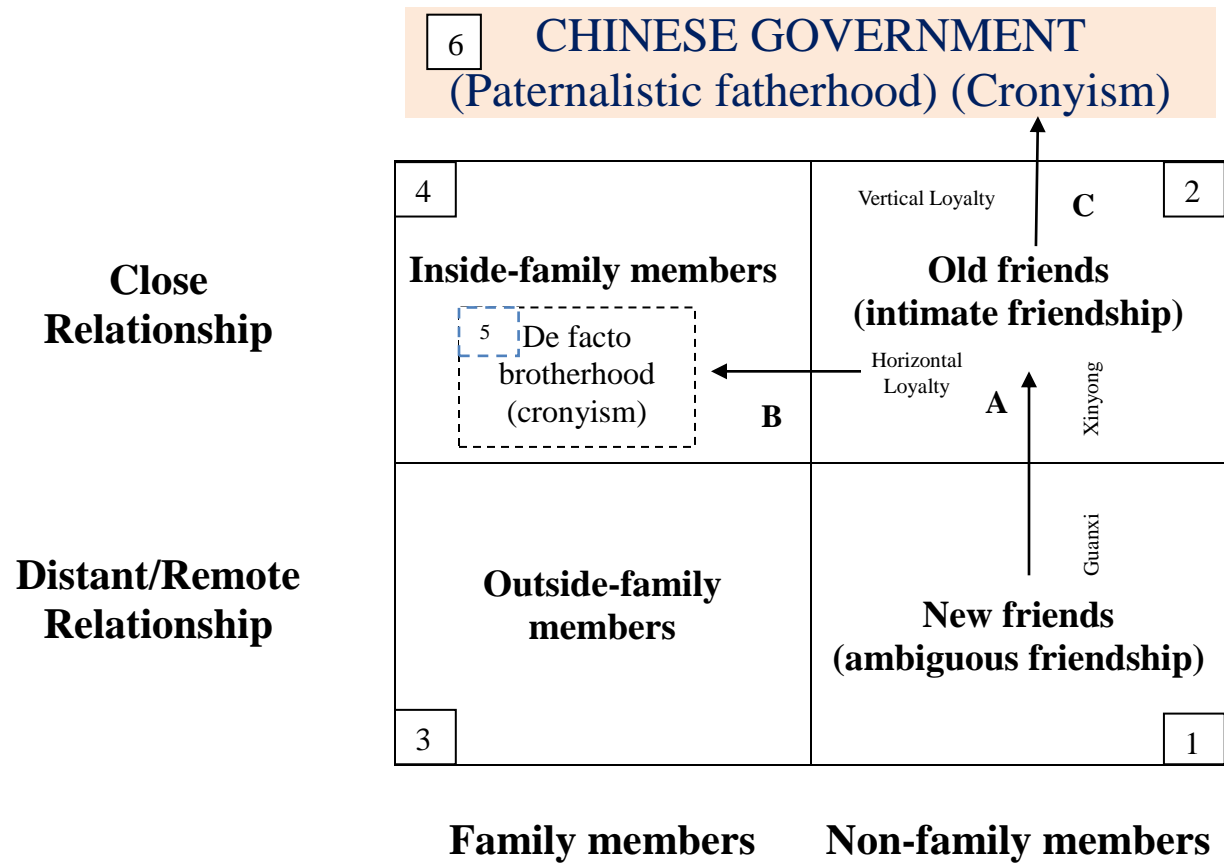 6
CHINESE GOVERNMENT
(Paternalistic fatherhood) (Cronyism)
4
Vertical Loyalty
C
2
Close
Relationship
Inside-family members
Old friends
(intimate friendship)
5
De facto
brotherhood
(cronyism)
Horizontal
Loyalty
A
B
Xinyong
Distant/Remote
Relationship
Outside-family
members
Guanxi
New friends
(ambiguous friendship)
3
1
Family members
Non-family members